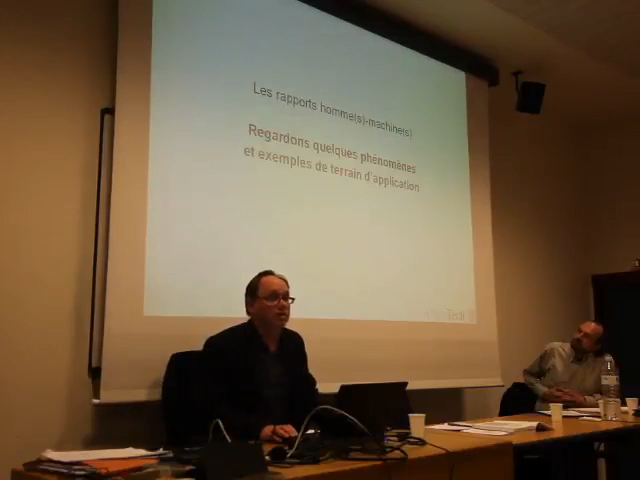 Les rapports homme(s)-machine(s)
Regardons quelques phénomènes
et exemples de terrain d'application